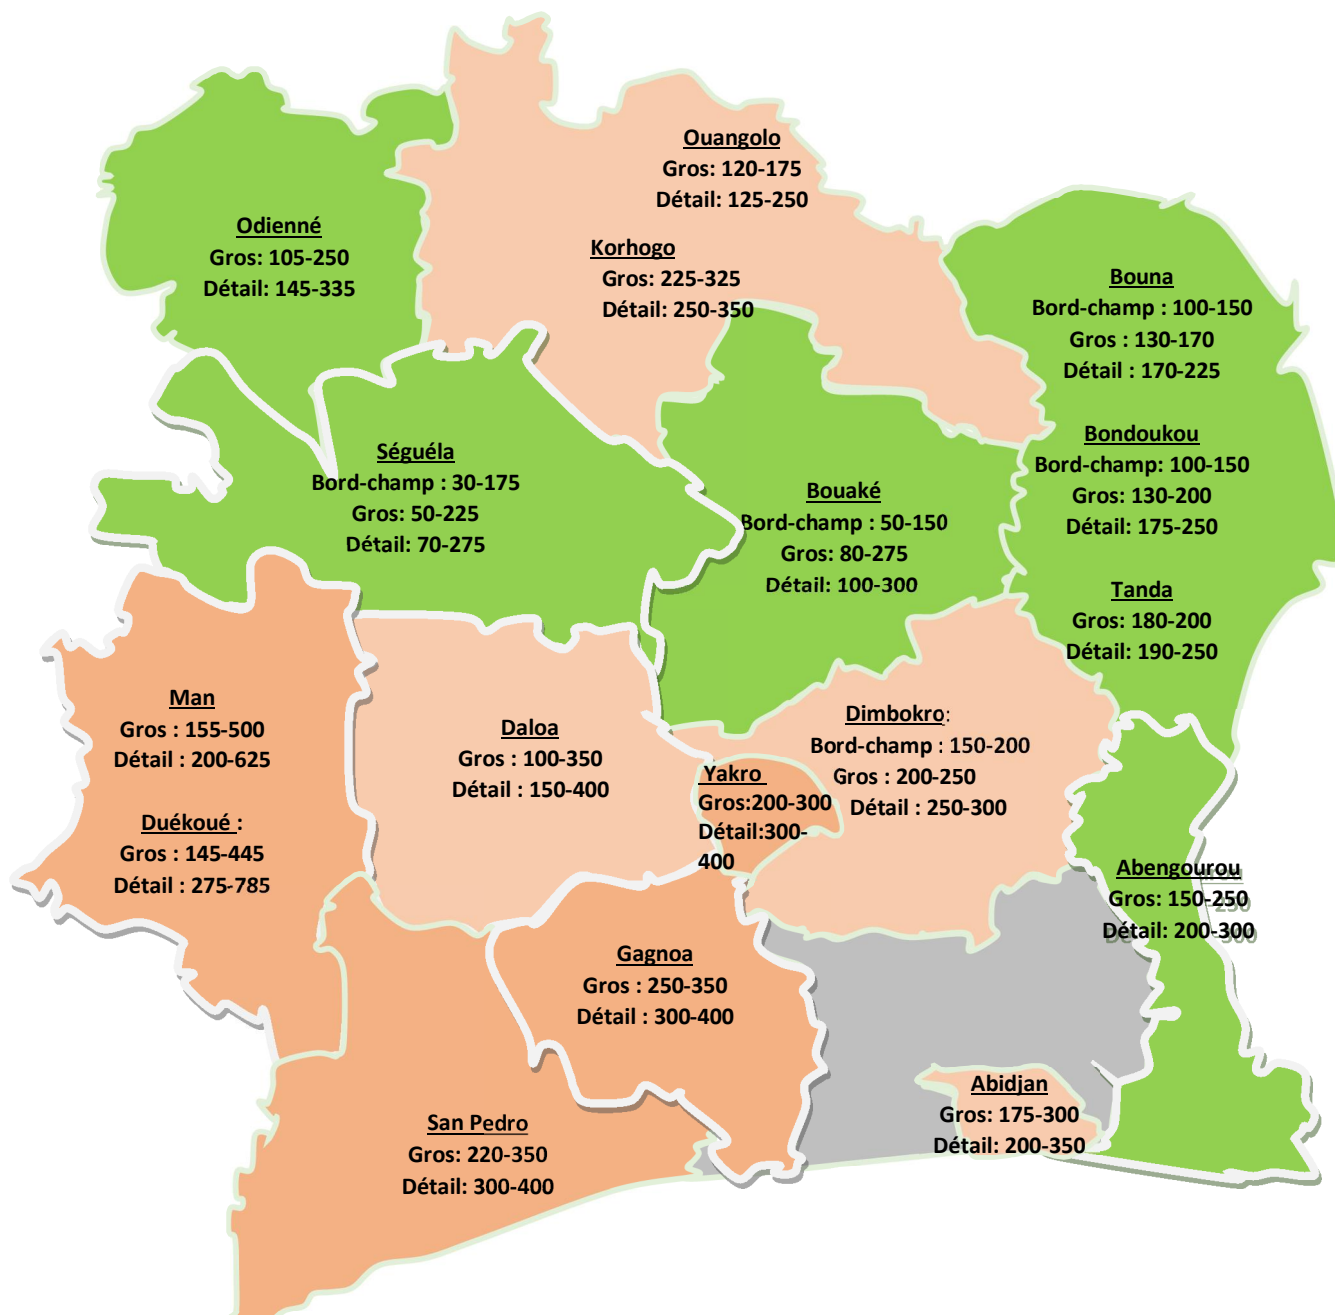 Ouangolo
Gros: 120-175
Détail: 125-250
Odienné
Gros: 105-250
Détail: 145-335
Korhogo
Gros: 225-325
Détail: 250-350
Bouna
Bord-champ : 100-150
Gros : 130-170
Détail : 170-225
Bondoukou
Bord-champ: 100-150
Gros: 130-200
Détail: 175-250
Séguéla
Bord-champ : 30-175
Gros: 50-225
Détail: 70-275
Bouaké
Bord-champ : 50-150
Gros: 80-275
Détail: 100-300
Tanda
Gros: 180-200
Détail: 190-250
Man
Gros : 155-500
Détail : 200-625
Duékoué :
Gros : 145-445
Détail : 275-785
Daloa
Gros : 100-350
Détail : 150-400
Dimbokro:
Bord-champ : 150-200
Gros : 200-250
Détail : 250-300
Yakro
Gros:200-300
Détail:300-
400
Abengourou
Gros: 150-250
Détail: 200-300
Gagnoa
Gros : 250-350
Détail : 300-400
Abidjan
Gros: 175-300
Détail: 200-350
San Pedro
Gros: 220-350
Détail: 300-400